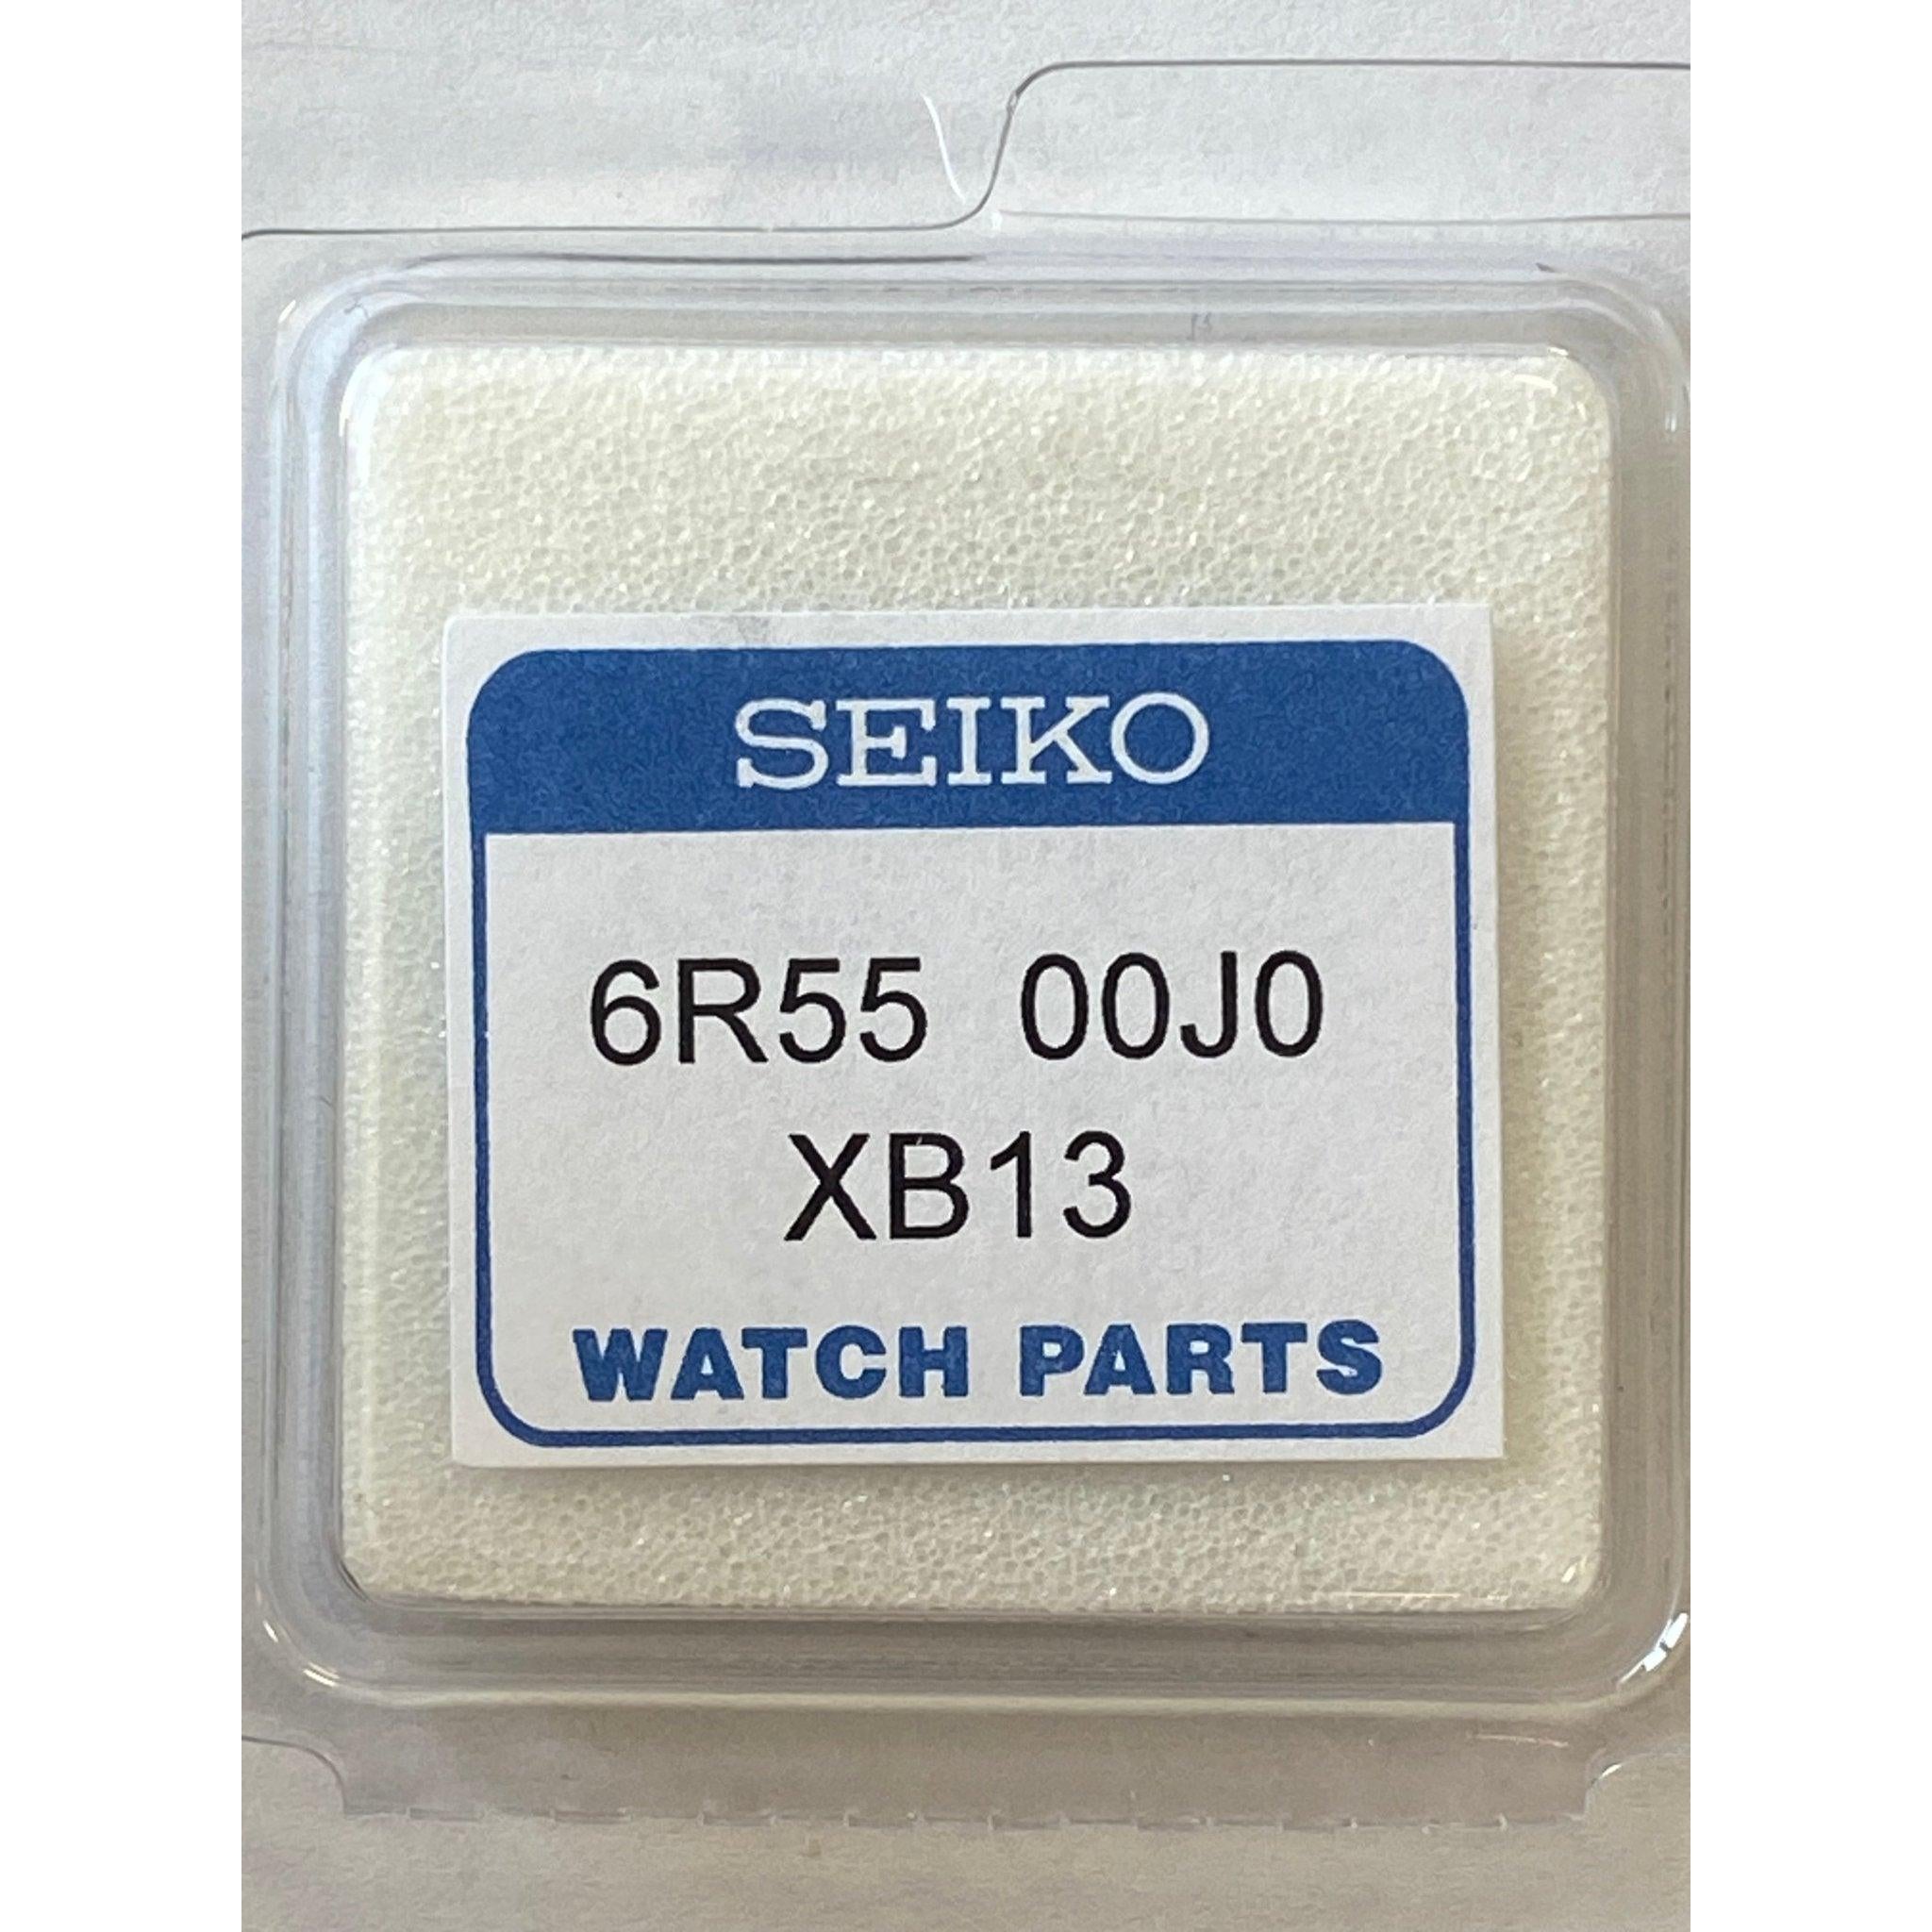 SEIKO
6R55 00J0
XB13
WATCH PARTS